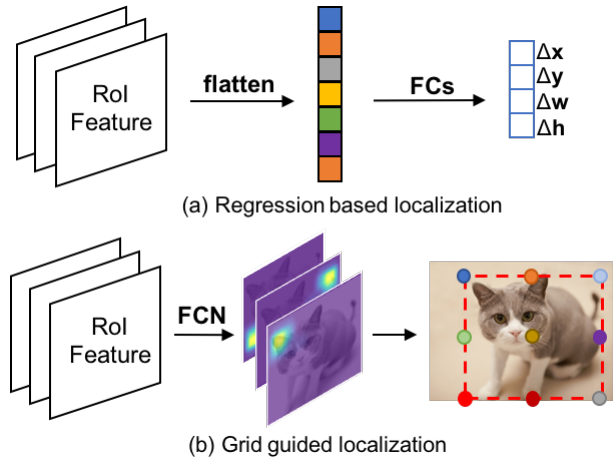 RoI
Feature
flatten
FCs
Δx
Δy
Δw
Δh
(a) Regression based localization
RoI
Feature
FCN
(b) Grid guided localization